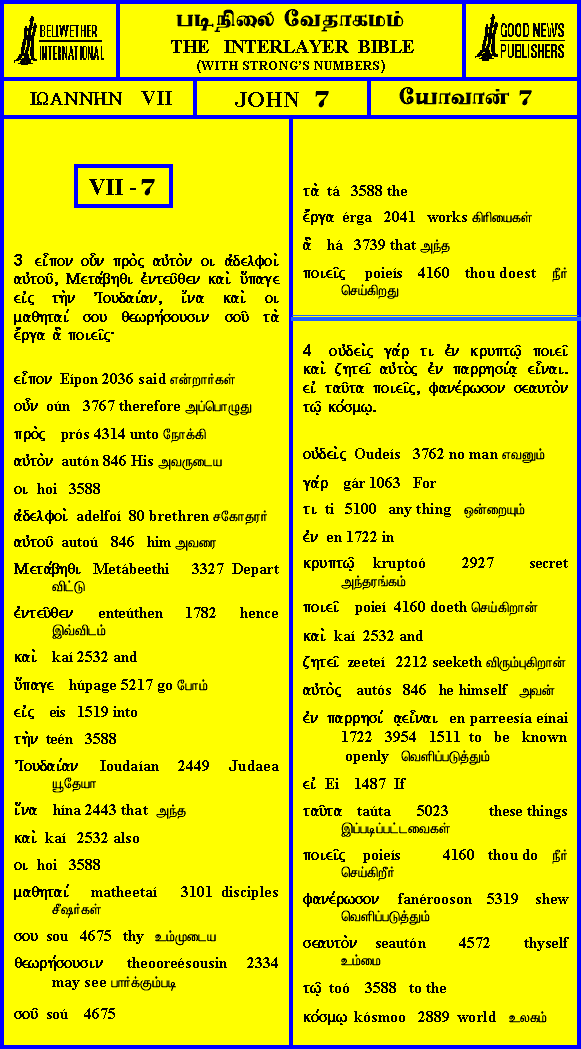 BELLWETHER
INTERNATIONAL
படிநிலை வேதாகமம்
THE INTERLAYER BIBLE
(WITH STRONG'S NUMBERS)
GOOD NEWS
PUBLISHERS
ΙΩΑΝΝΗΝ VII
JOHN 7
யோவான் 7
VII - 7
3 εἶπον οὖν πρὸς αὐτὸν οι ἀδελφοὶ
αὐτοῦ, Μετάβηθι ἐντεῦθεν καὶ ὕπαγε
εἰς τὴν Ἰουδαίαν, ἵνα καὶ οι
μαθηταί σου θεωρήσουσιν σοῦ τὰ
ἔργα ἃ ποιεῖς·
εἶπον Eípon 2036 said என்றார்கள்
οὖν oún 3767 therefore அப்பொழுது
πρὸς prós 4314 unto நோக்கி
αὐτὸν autón 846 His அவருடைய
οι hoi 3588
ἀδελφοὶ adelfoí 80 brethren சகோதரர்
αὐτοῦ autoú 846 him அவரை
Μετάβηθι Metábeethi 3327 Depart
விட்டு
ἐντεῦθεν enteúthen 1782 hence
இவ்விடம்
καὶ kaí 2532 and
ὕπαγε húpage 5217 go போம்
εἰς eis 1519 into
τὴν teén 3588
Ἰουδαίαν Ioudaían 2449 Judaea
யூதேயா
ἵνα hína 2443 that அந்த
καὶ kaí 2532 also
οι hoi 3588
μαθηταί matheetaí 3101 disciples
சீஷர்கள்
σου sou 4675 thy உம்முடைய
θεωρήσουσιν theooreésousin 2334
may see பார்க்கும்படி
σοῦ soú 4675
τὰ tá 3588 the
ἔργα érga 2041 works கிரியைகள்
ἃ há 3739 that அந்த
ποιεῖς poieís 4160 thou doest நீர்
செய்கிறது
4 οὐδεὶς γάρ τι ἐν κρυπτῷ ποιεῖ
καὶ ζητεῖ αὐτὸς ἐν παρρησίᾳ εἶναι.
εἰ ταῦτα ποιεῖς, φανέρωσον σεαυτὸν
τῷ κόσμῳ.
οὐδεὶς Oudeís 3762 no man எவனும்
γάρ gár 1063 For
τι ti 5100 any thing ஒன்றையும்
ἐν en 1722 in
κρυπτῷ kruptoó 2927 secret
அந்தரங்கம்
ποιεῖ poieí 4160 doeth செய்கிறான்
καὶ kaí 2532 and
ζητεῖ zeeteí 2212 seeketh விரும்புகிறான்
αὐτὸς autós 846 he himself அவன்
ἐν παρρησί ᾳεἶναι en parreesía eínai
1722 3954 1511 to be known
openly வெளிப்படுத்தும்
εἰ Ei 1487 If
ταῦτα taúta 5023 these things
இப்படிப்பட்டவைகள்
ποιεῖς poieís 4160 thou do நீர்
செய்கிறீர்
φανέρωσον fanérooson 5319 shew
வெளிப்படுத்தும்
σεαυτὸν seautón 4572 thyself
உம்மை
τῷ toó 3588 to the
κόσμῳ kósmoo 2889 world உலகம்